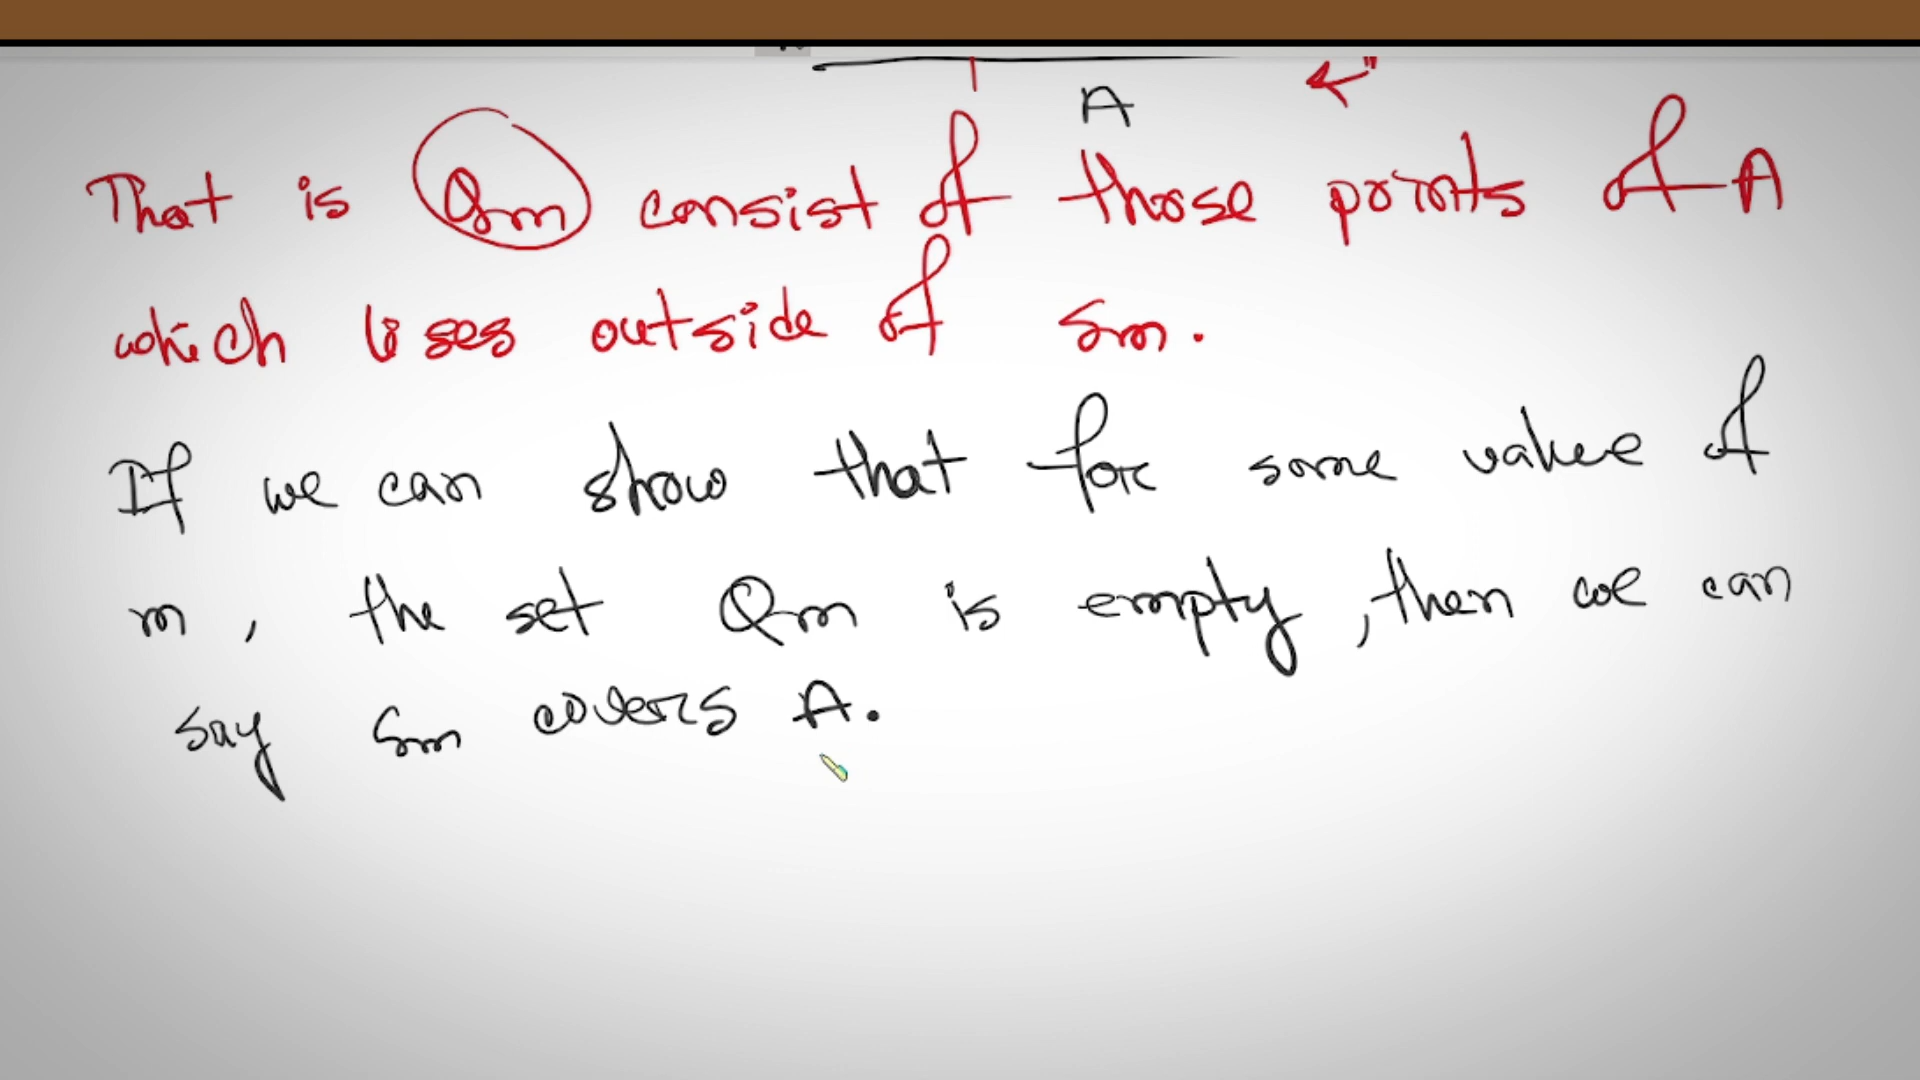 A
That is Qm consist of those points of A
which lises outside of Sm.
If we can show that for some value of
m, the set Qm is empty, then we can
say Sm covers A.